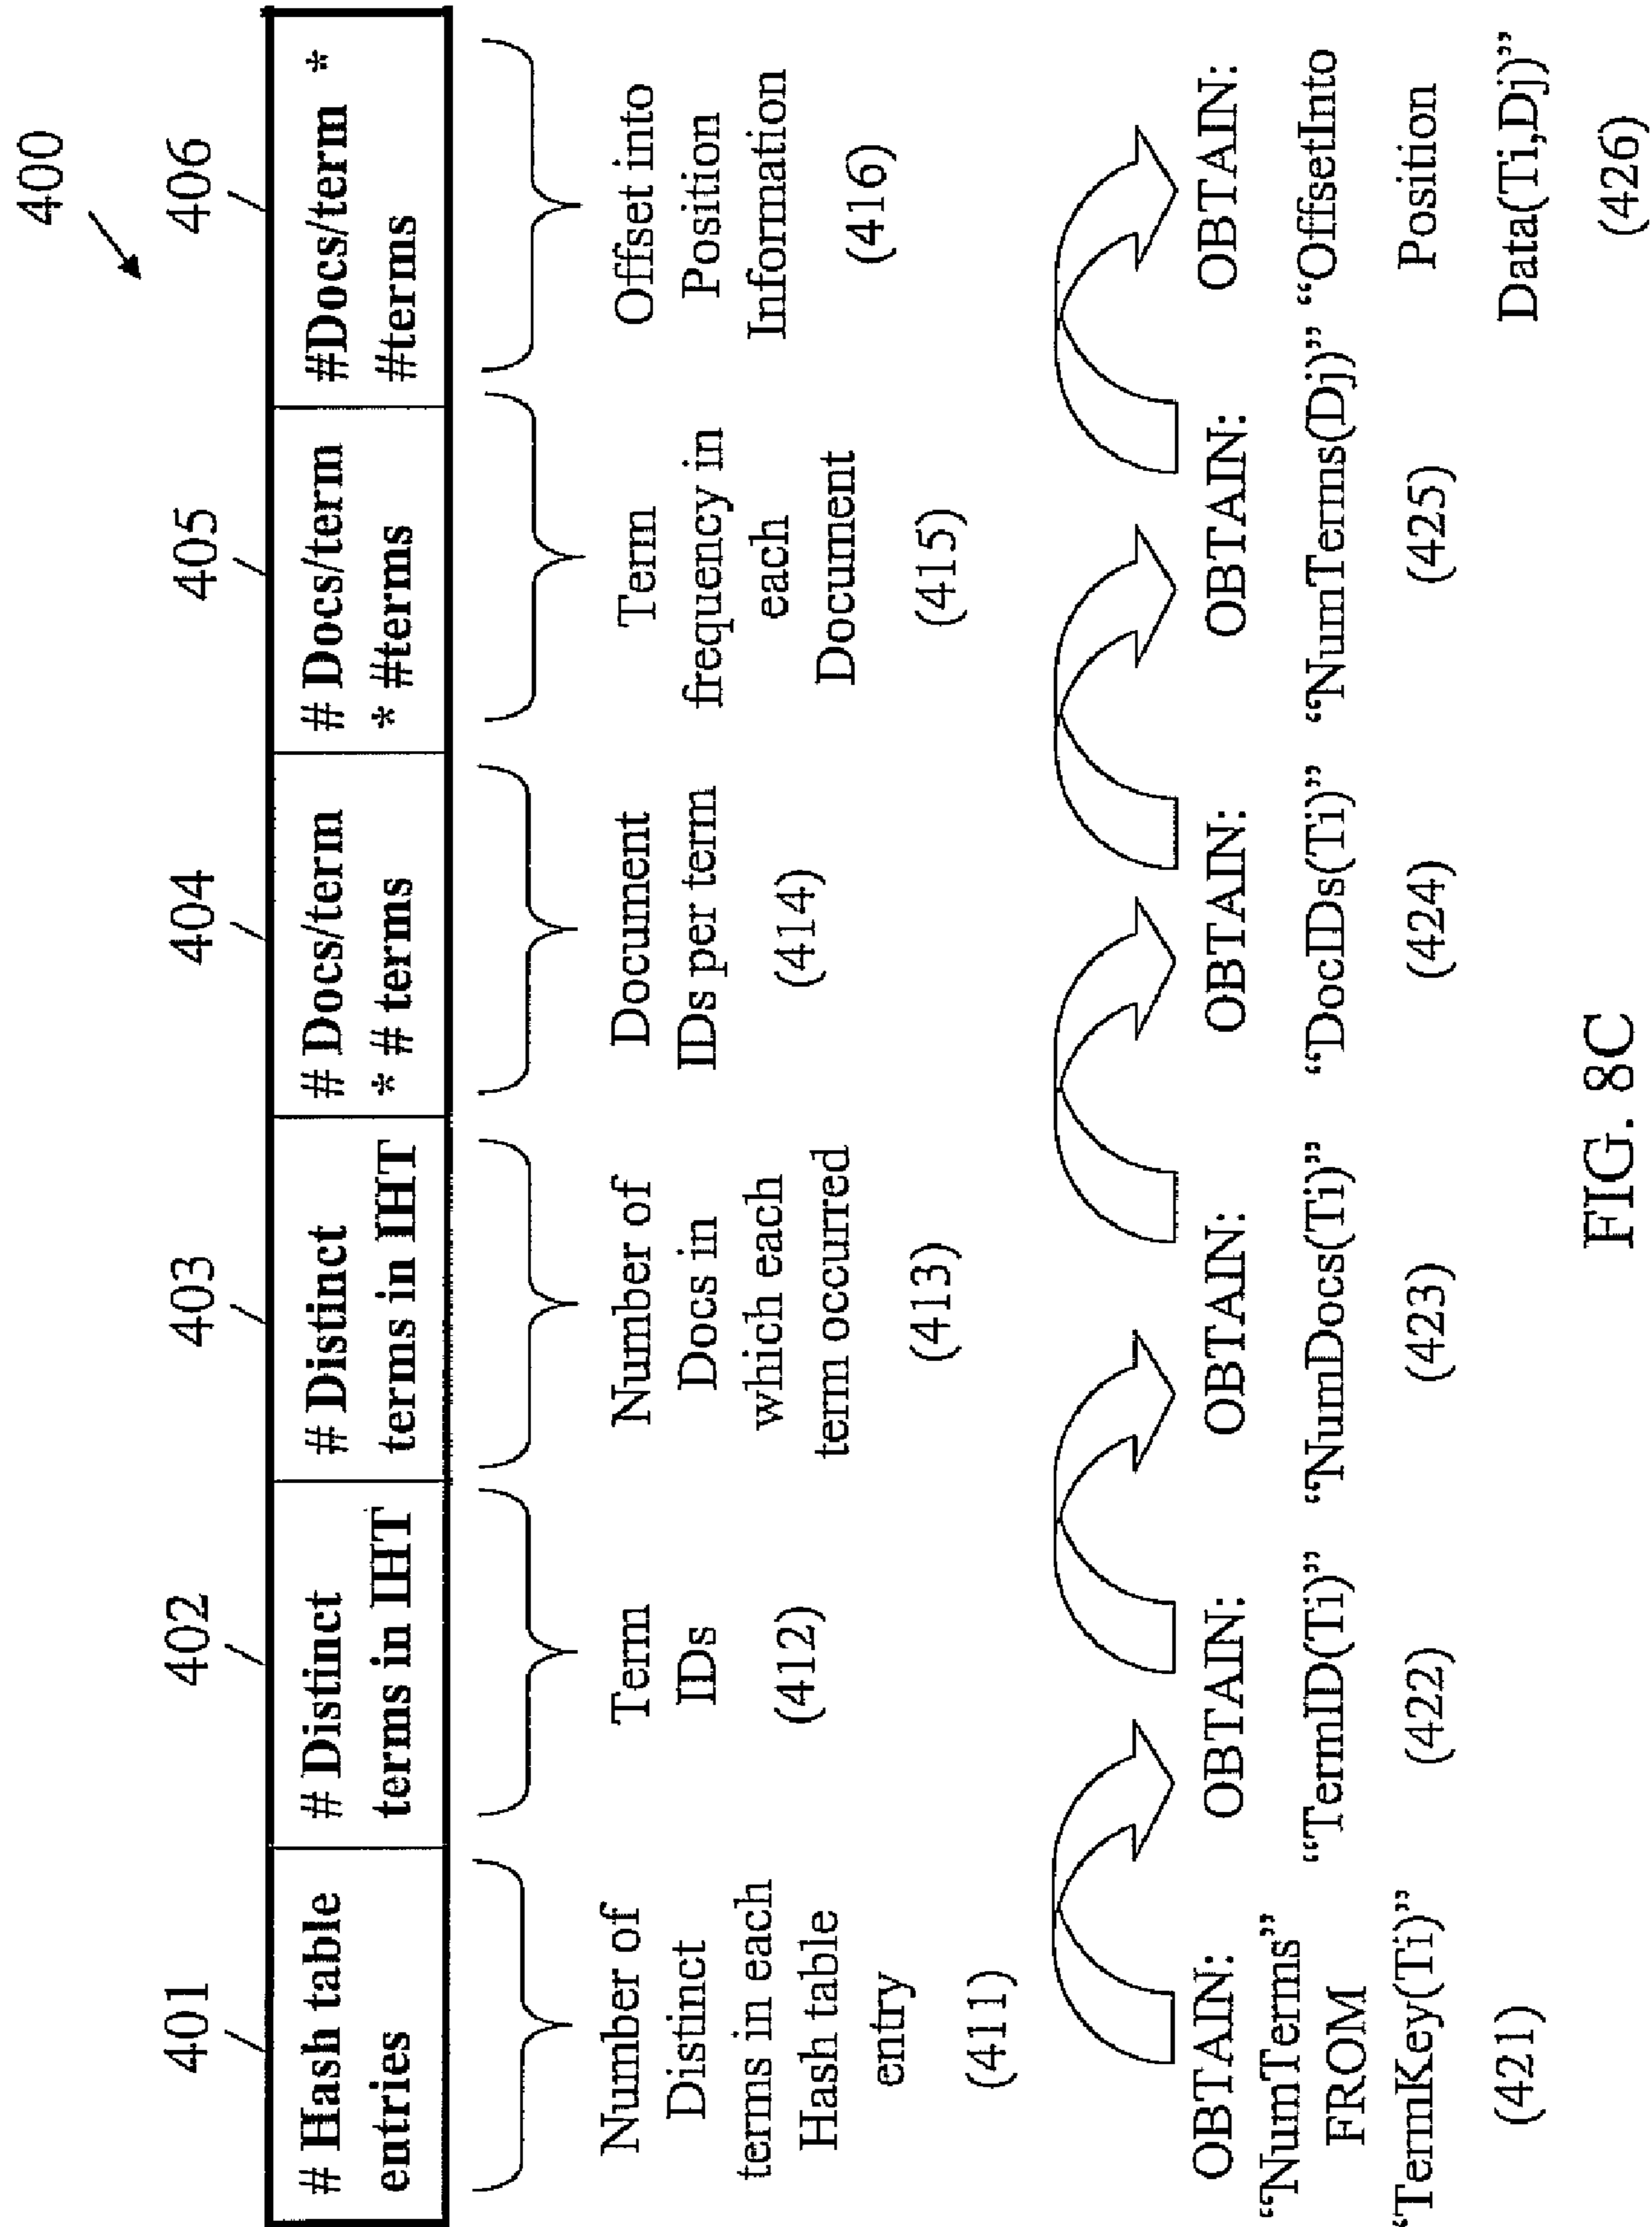 400
401
402
403
404
405
406
# Hash table
entries
# Distinct
terms in IHT
# Distinct
terms in IHT
# Docs/term
* # terms
# Docs/term
* #terms
#Docs/term *
#terms
Number of
Distinct
terms in each
Hash table
entry
(411)
Term
IDs
(412)
Number of
Docs in
which each
term occurred
(413)
Document
IDs per term
(414)
Term
frequency in
each
Document
(415)
Offset into
Position
Information
(416)
OBTAIN:
“NumTerms”
FROM
“TermKey(Ti)”
(421)
OBTAIN:
“TermID(Ti)”
(422)
OBTAIN:
“NumDocs(Ti)”
(423)
OBTAIN:
“DocIDs(Ti)”
(424)
OBTAIN:
“NumTerms(Dj)”
(425)
OBTAIN:
“OffsetInto
Position
Data(Ti,Dj)”
(426)
FIG. 8C